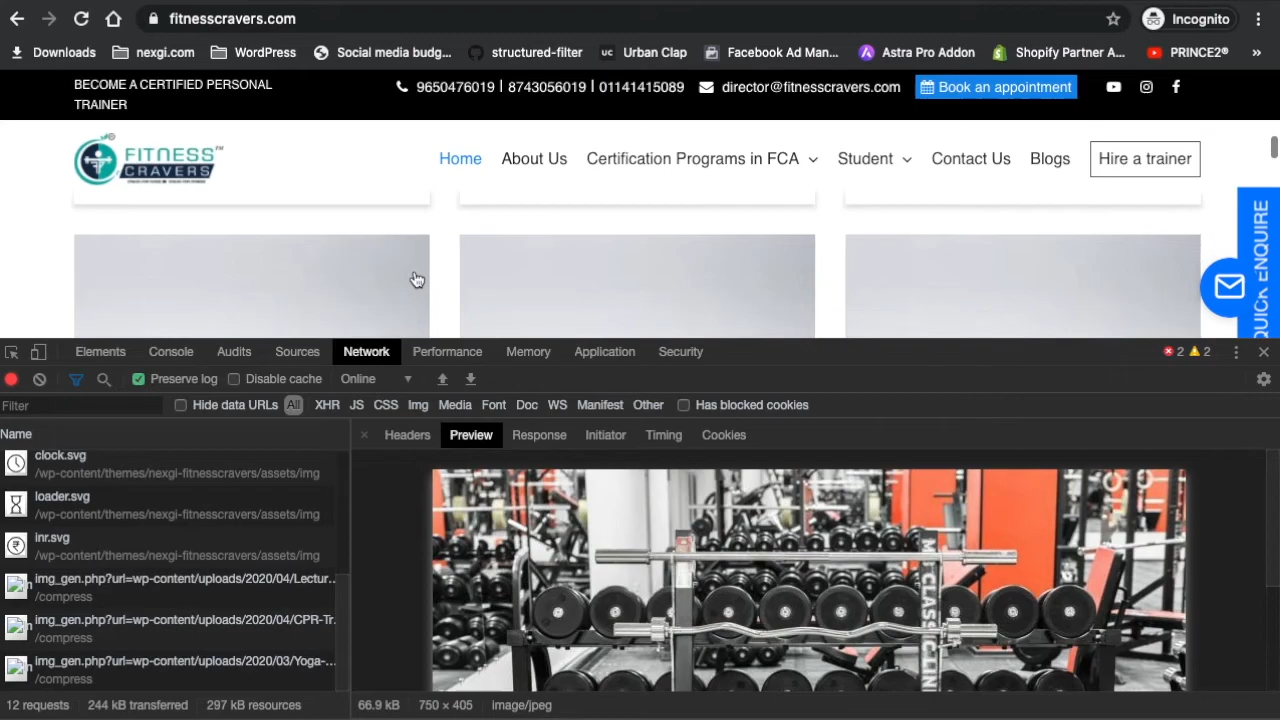 fitnesscravers.com
Incognito
Downloads nexgi.com WordPress Social media budg... structured-filter UC Urban Clap Facebook Ad Man... Astra Pro Addon Shopify Partner A... PRINCE2® »
BECOME A CERTIFIED PERSONAL
TRAINER
9650476019 | 8743056019 | 01141415089 director@fitnesscravers.com Book an appointment
FITNESS
CRAVERS
Home About Us Certification Programs in FCA Student Contact Us Blogs Hire a trainer
QUICK ENQUIRE
Elements Console Audits Sources Network Performance Memory Application Security 2 2
Preserve log Disable cache Online
Filter Hide data URLs All XHR JS CSS Img Media Font Doc WS Manifest Other Has blocked cookies
Name
Headers Preview Response Initiator Timing Cookies
clock.svg
/wp-content/themes/nexgi-fitnesscravers/assets/img
loader.svg
/wp-content/themes/nexgi-fitnesscravers/assets/img
inr.svg
/wp-content/themes/nexgi-fitnesscravers/assets/img
img_gen.php?url=wp-content/uploads/2020/04/Lectur...
/compress
img_gen.php?url=wp-content/uploads/2020/04/CPR-Tr...
/compress
img_gen.php?url=wp-content/uploads/2020/03/Yoga-...
/compress
12 requests 244 kB transferred 297 kB resources 66.9 kB 750 × 405 image/jpeg